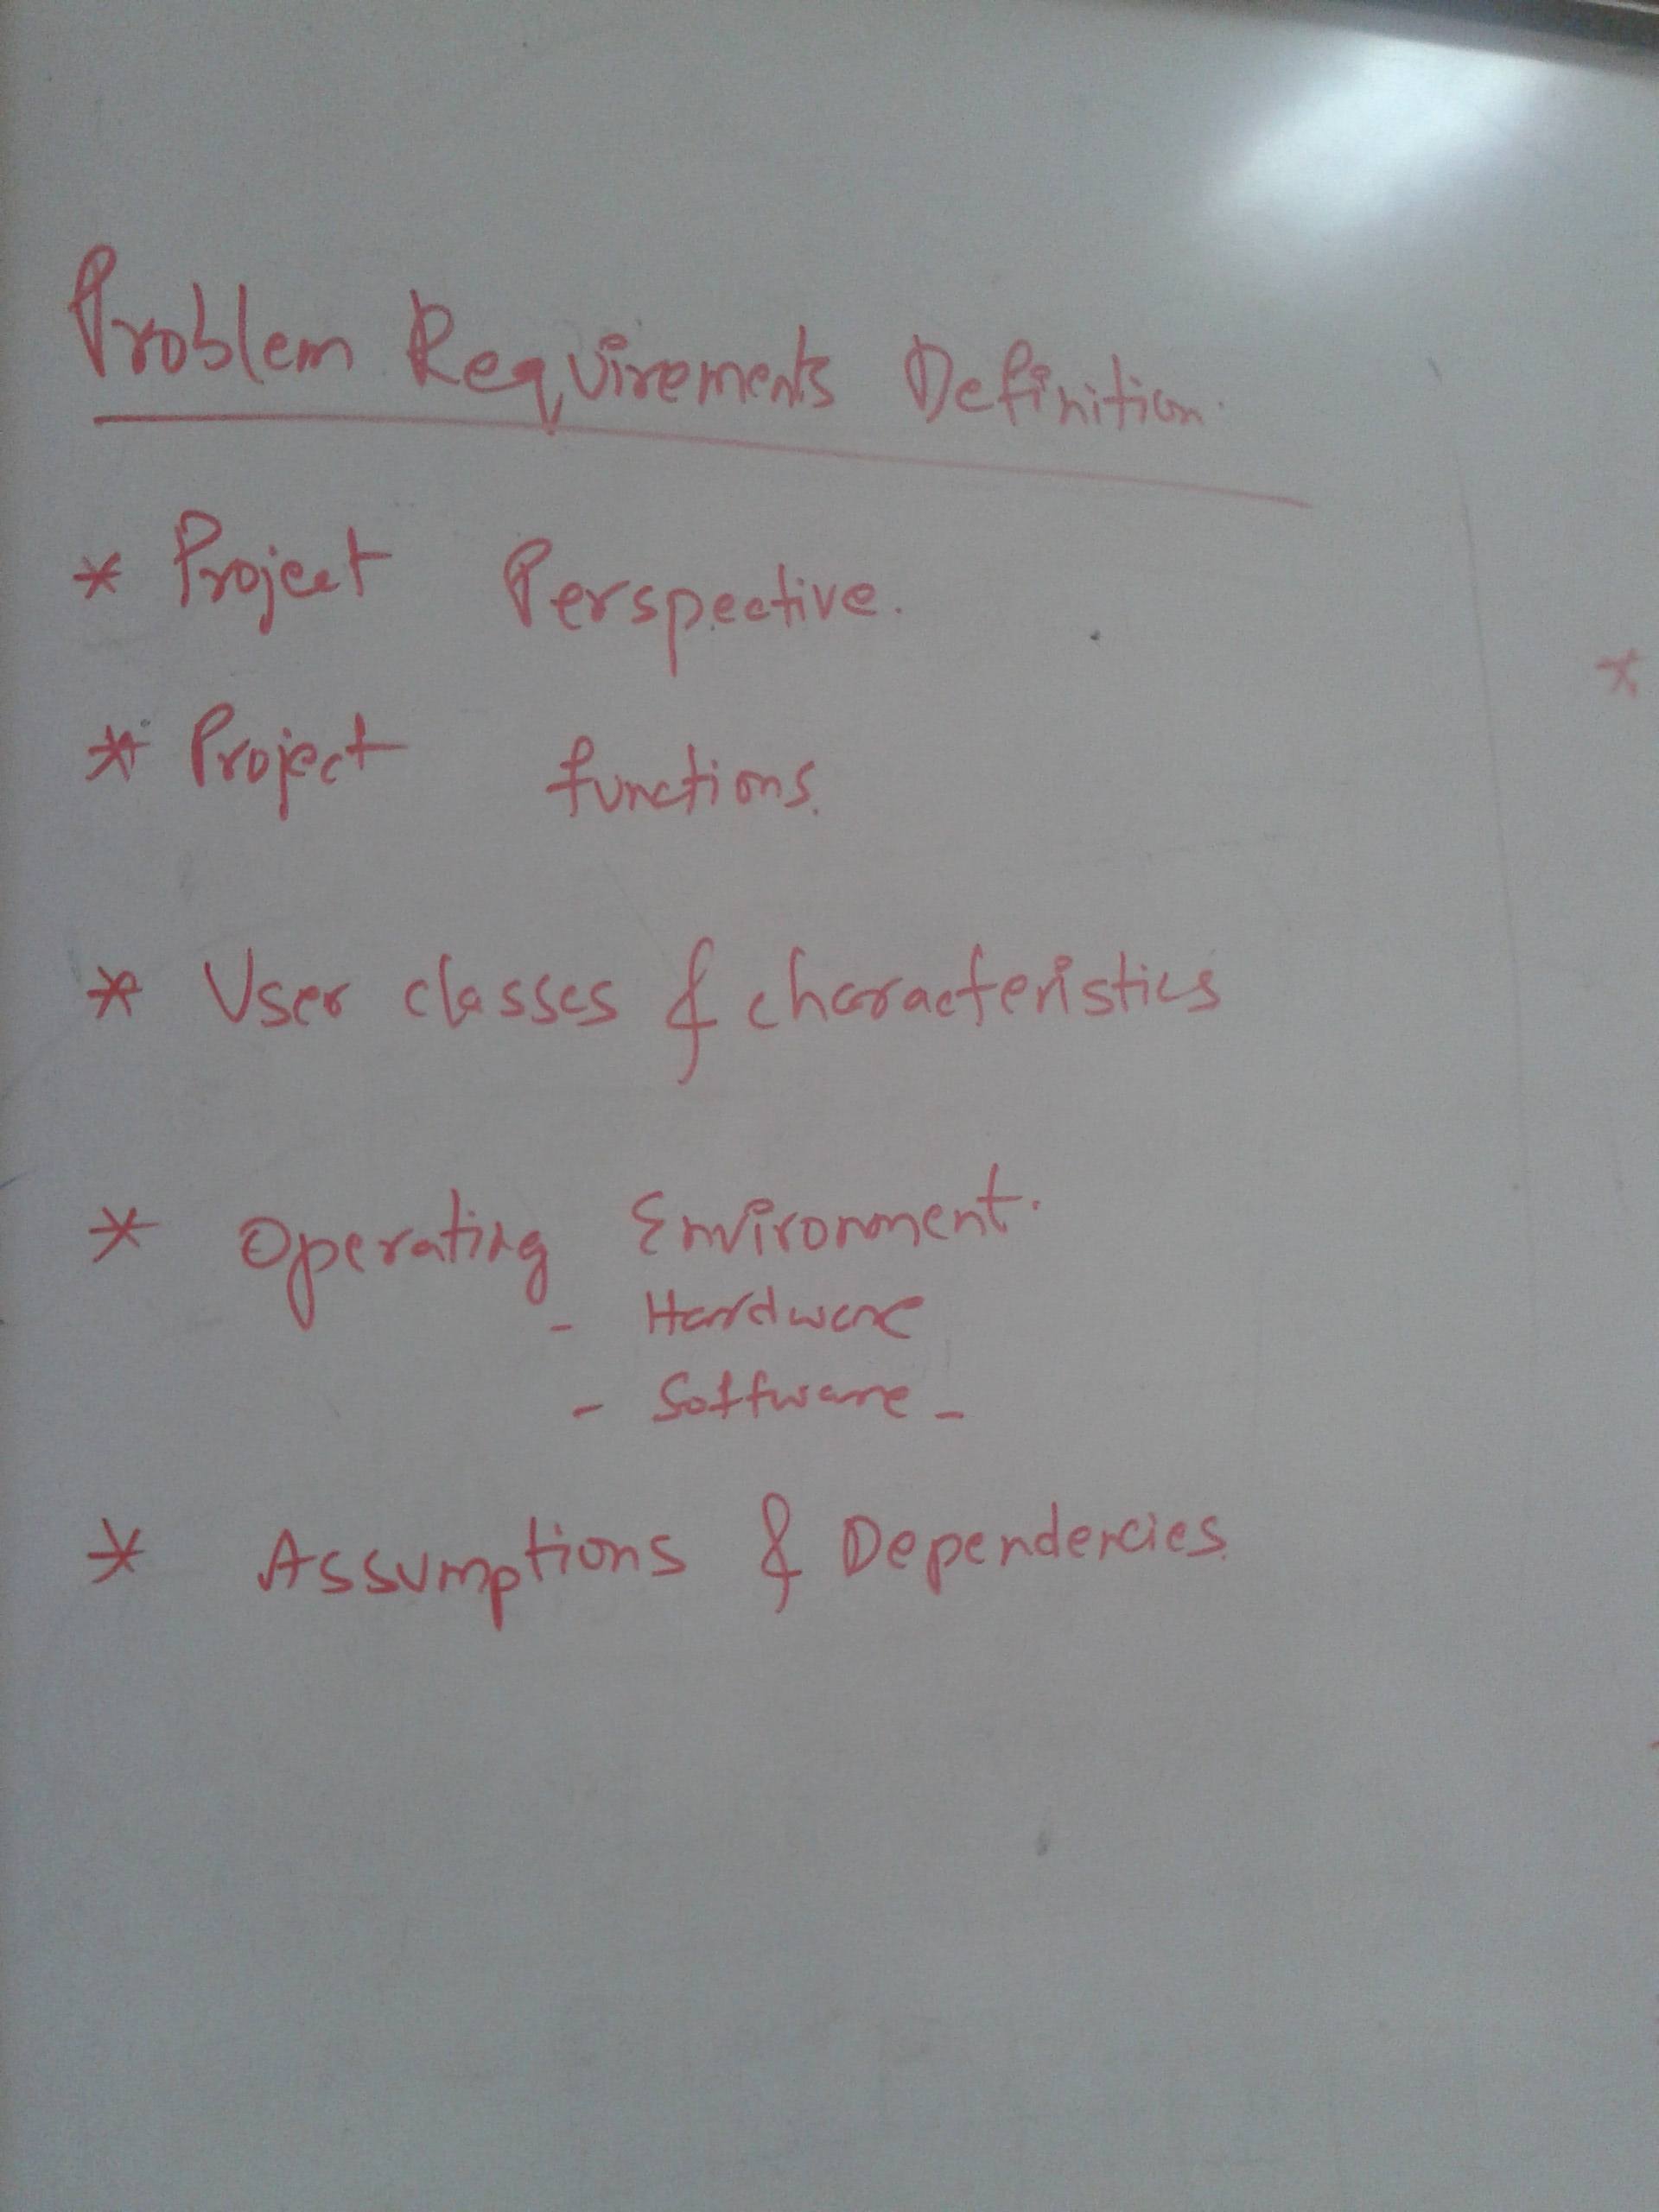 Problem Requirements Definition.
* Project Perspective.
* Project functions.
* User classes & characteristics
* Operating Environment.
- Hardware
- Software -
* Assumptions & Dependencies.
*